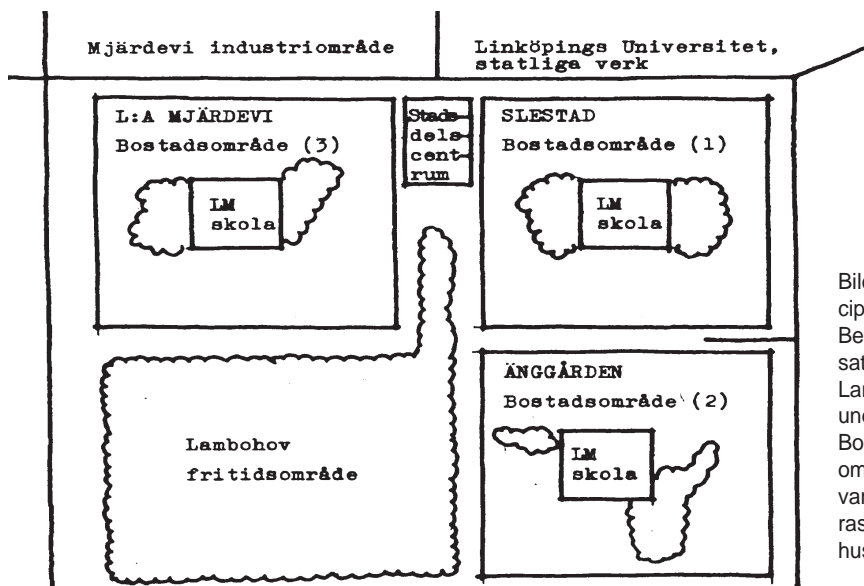 Mjärdevi industriområde
Linköpings Universitet,
statliga verk
L:A MJÄRDEVI
Bostadsområde (3)
LM
skola
Stads-
dels-
cent-
rum
SLESTAD
Bostadsområde (1)
LM
skola
ÄNGGÅRDEN
Bostadsområde (2)
LM
skola
Lambohov
fritidsområde